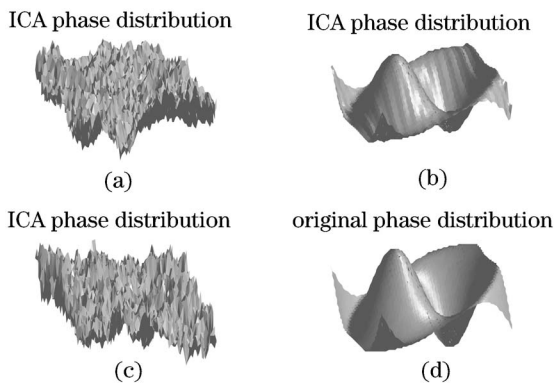 ICA phase distribution
ICA phase distribution
(a)
(b)
ICA phase distribution
original phase distribution
(c)
(d)